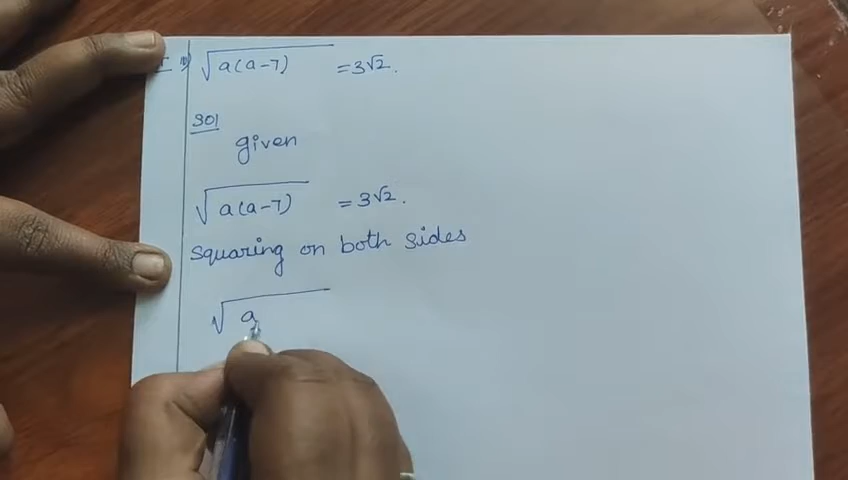 √a(a-7) = 3√2.
Sol
given
√a(a-7) = 3√2.
Squaring on both sides
√a